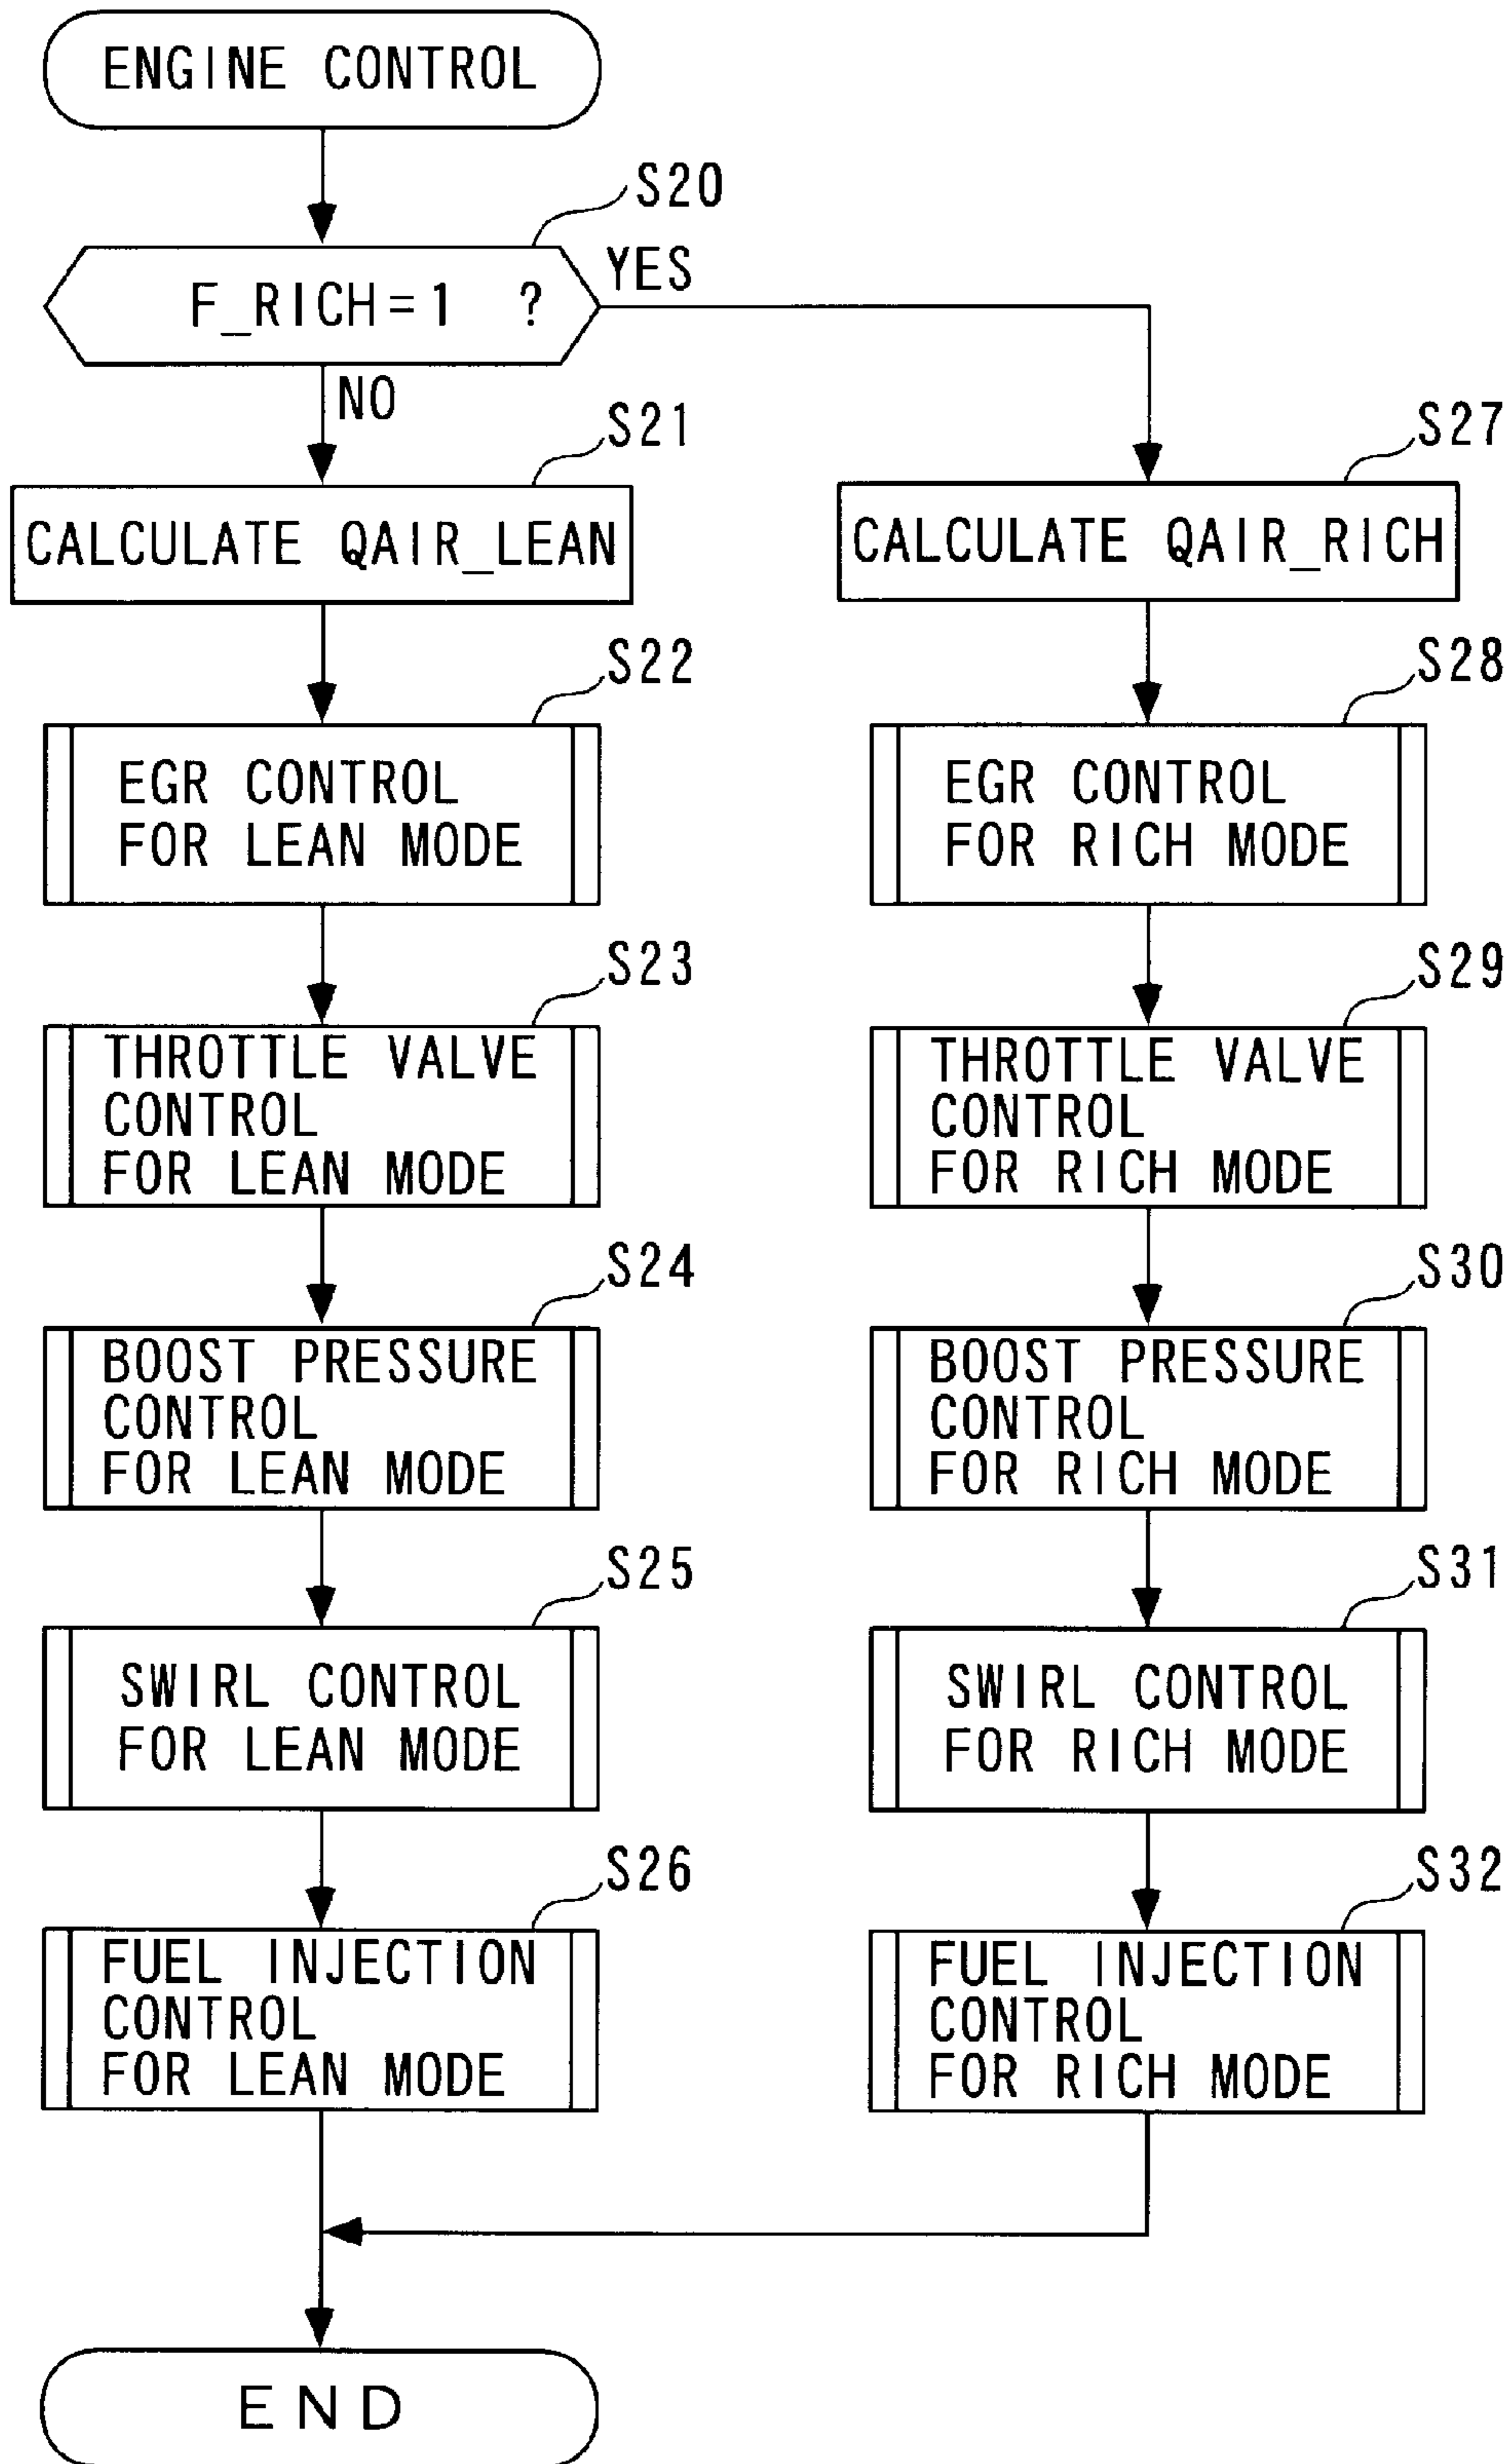 ENGINE CONTROL
S20
F_RICH=1 ?
YES
NO
S21
CALCULATE QAIR_LEAN
S22
EGR CONTROL
FOR LEAN MODE
S23
THROTTLE VALVE
CONTROL
FOR LEAN MODE
S24
BOOST PRESSURE
CONTROL
FOR LEAN MODE
S25
SWIRL CONTROL
FOR LEAN MODE
S26
FUEL INJECTION
CONTROL
FOR LEAN MODE
S27
CALCULATE QAIR_RICH
S28
EGR CONTROL
FOR RICH MODE
S29
THROTTLE VALVE
CONTROL
FOR RICH MODE
S30
BOOST PRESSURE
CONTROL
FOR RICH MODE
S31
SWIRL CONTROL
FOR RICH MODE
S32
FUEL INJECTION
CONTROL
FOR RICH MODE
END